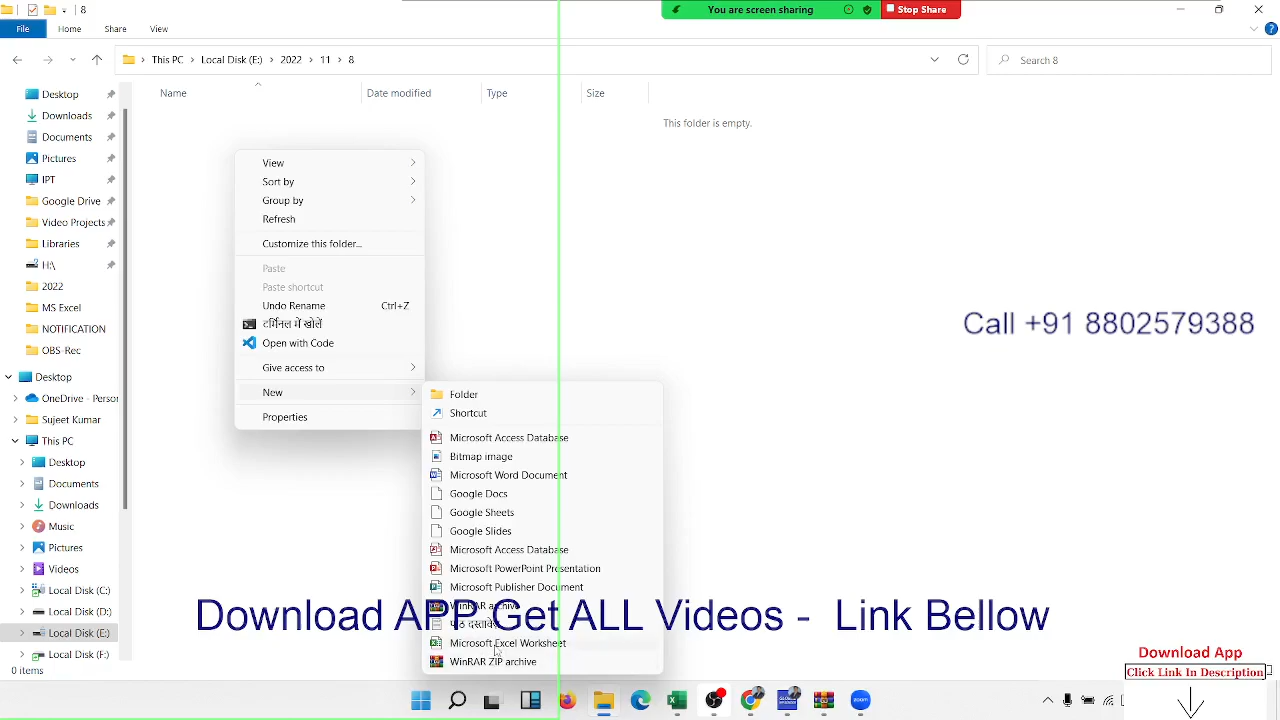 8
You are screen sharing
Stop Share
File
Home
Share
View
This PC
Local Disk (E:)
2022
11
8
Search 8
Name
Date modified
Type
Size
This folder is empty.
Desktop
Downloads
Documents
Pictures
IPT
Google Drive
Video Projects
Libraries
H:\
2022
MS Excel
NOTIFICATION
OBS-Rec
Desktop
OneDrive - Person
Sujeet Kumar
This PC
Desktop
Documents
Downloads
Music
Pictures
Videos
Local Disk (C:)
Local Disk (D:)
Local Disk (E:)
Local Disk (F:)
0 items
View
Sort by
Group by
Refresh
Customize this folder...
Paste
Paste shortcut
Undo Rename Ctrl+Z
टर्मिनल में खोलें
Open with Code
Give access to
New
Properties
Folder
Shortcut
Microsoft Access Database
Bitmap image
Microsoft Word Document
Google Docs
Google Sheets
Google Slides
Microsoft Access Database
Microsoft PowerPoint Presentation
Microsoft Publisher Document
WinRAR archive
Microsoft Excel Worksheet
WinRAR ZIP archive
Call +91 8802579388
Download APP Get ALL Videos - Link Bellow
Download App
Click Link In Description
zoom